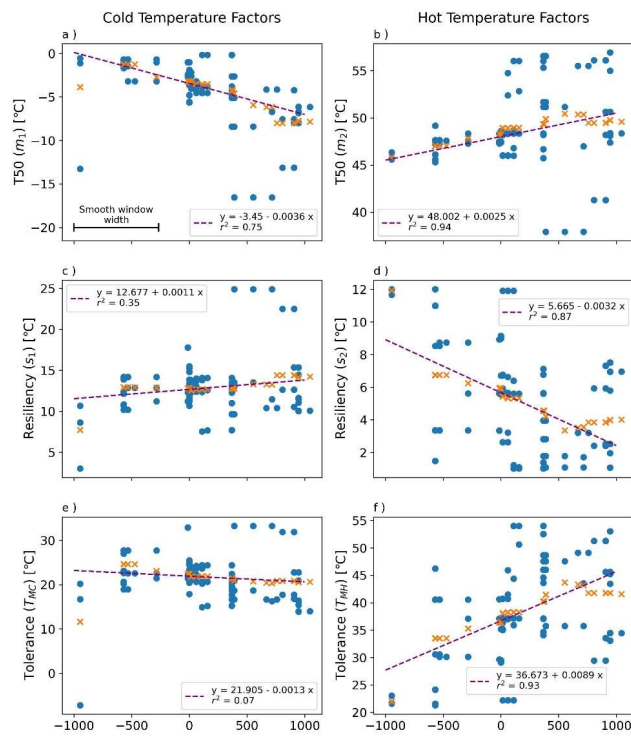 Cold Temperature Factors
Hot Temperature Factors
a )
b )
0
−5
−10
−15
−20
T50 (m₁) [°C]
Smooth window
width
y = -3.45 - 0.0036 x
r² = 0.75
55
50
45
40
T50 (m₂) [°C]
y = 48.002 + 0.0025 x
r² = 0.94
c )
d )
25
20
15
10
5
Resiliency (s₁) [°C]
y = 12.677 + 0.0011 x
r² = 0.35
12
10
8
6
4
2
Resiliency (s₂) [°C]
y = 5.665 - 0.0032 x
r² = 0.87
e )
f )
30
20
10
0
Tolerance (T_MC) [°C]
y = 21.905 - 0.0013 x
r² = 0.07
−1000 −500 0 500 1000
55
50
45
40
35
30
25
20
Tolerance (T_MH) [°C]
y = 36.673 + 0.0089 x
r² = 0.93
−1000 −500 0 500 1000